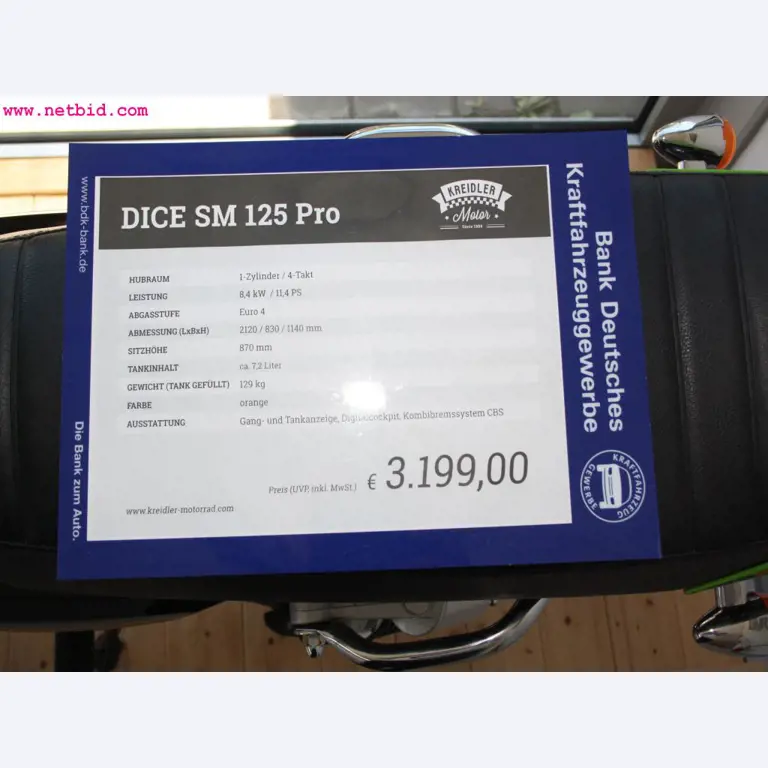 www.netbid.com
DICE SM 125 Pro
KREIDLER
Motor
Since 1904
HUBRAUM 1-Zylinder / 4-Takt
LEISTUNG 8,4 kW / 11,4 PS
ABGASSTUFE Euro 4
ABMESSUNG (LxBxH) 2120 / 830 / 1140 mm
SITZHÖHE 870 mm
TANKINHALT ca. 7,2 Liter
GEWICHT (TANK GEFÜLLT) 129 kg
FARBE orange
AUSSTATTUNG Gang- und Tankanzeige, Digitalcockpit, Kombibremssystem CBS
Preis (UVP, inkl. MwSt.) € 3.199,00
www.kreidler-motorrad.com
www.bdk-bank.de
Die Bank zum Auto.
Bank Deutsches
Kraftfahrzeuggewerbe
KRAFTFAHRZEUG
GEWERBE